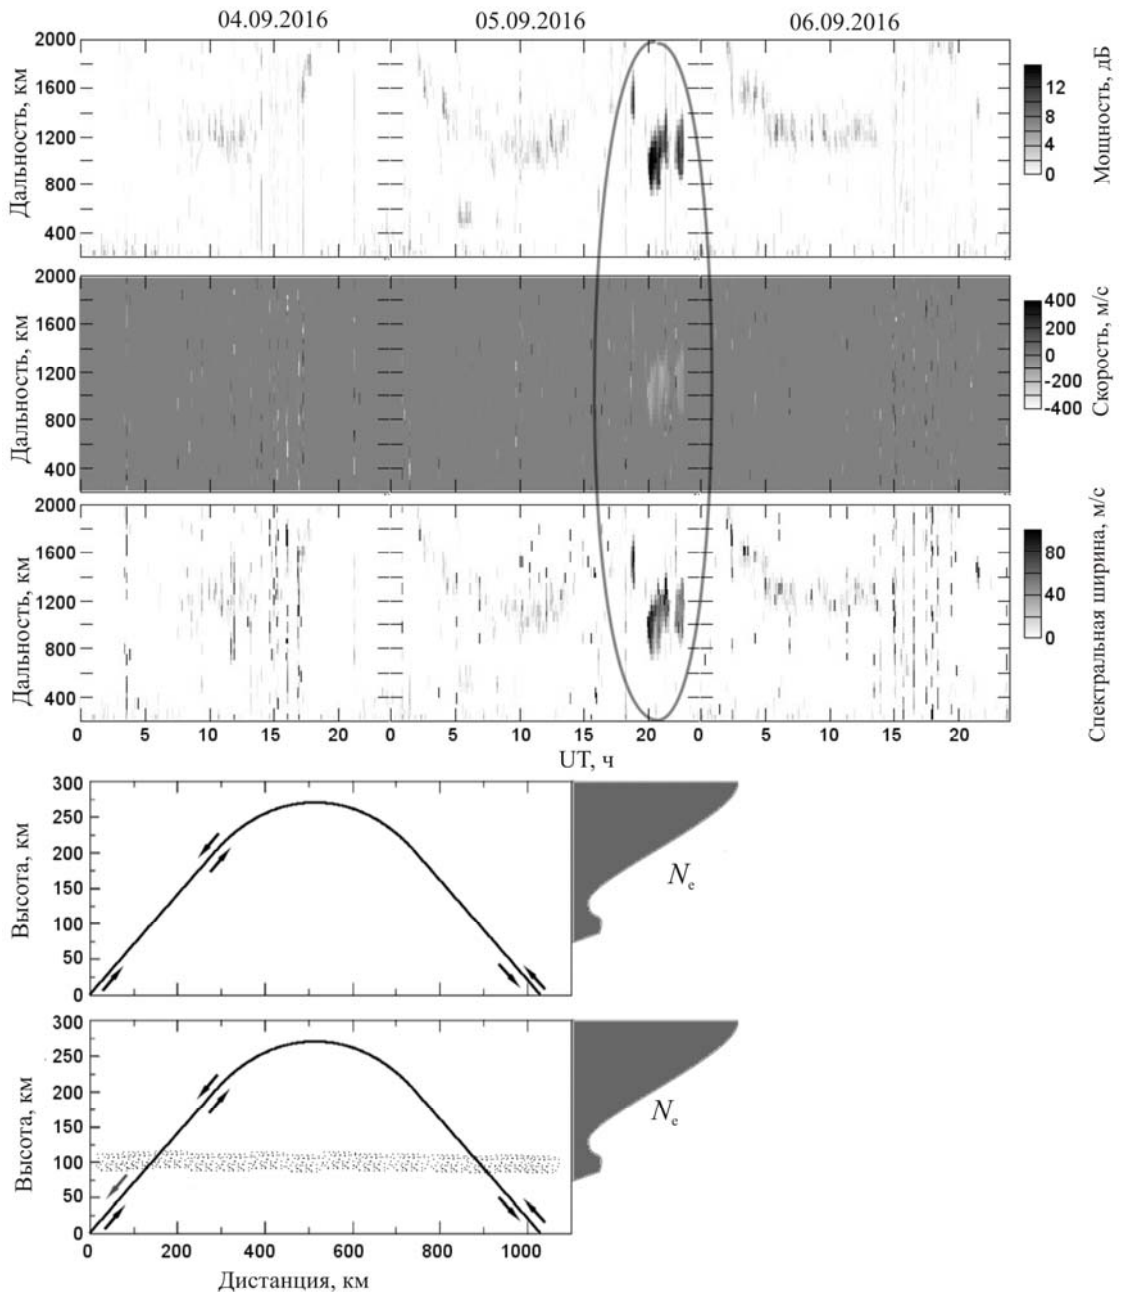 04.09.2016 05.09.2016 06.09.2016
2000
1600
1200
800
400
Дальность, км
12
8
4
0
Мощность, дБ
2000
1600
1200
800
400
Дальность, км
400
200
0
-200
-400
Скорость, м/с
2000
1600
1200
800
400
Дальность, км
80
40
0
Спектральная ширина, м/с
0 5 10 15 20 0 5 10 15 20 0 5 10 15 20
UT, ч
300
250
200
150
100
50
0
Высота, км
Ne
300
250
200
150
100
50
0
Высота, км
Ne
0 200 400 600 800 1000
Дистанция, км